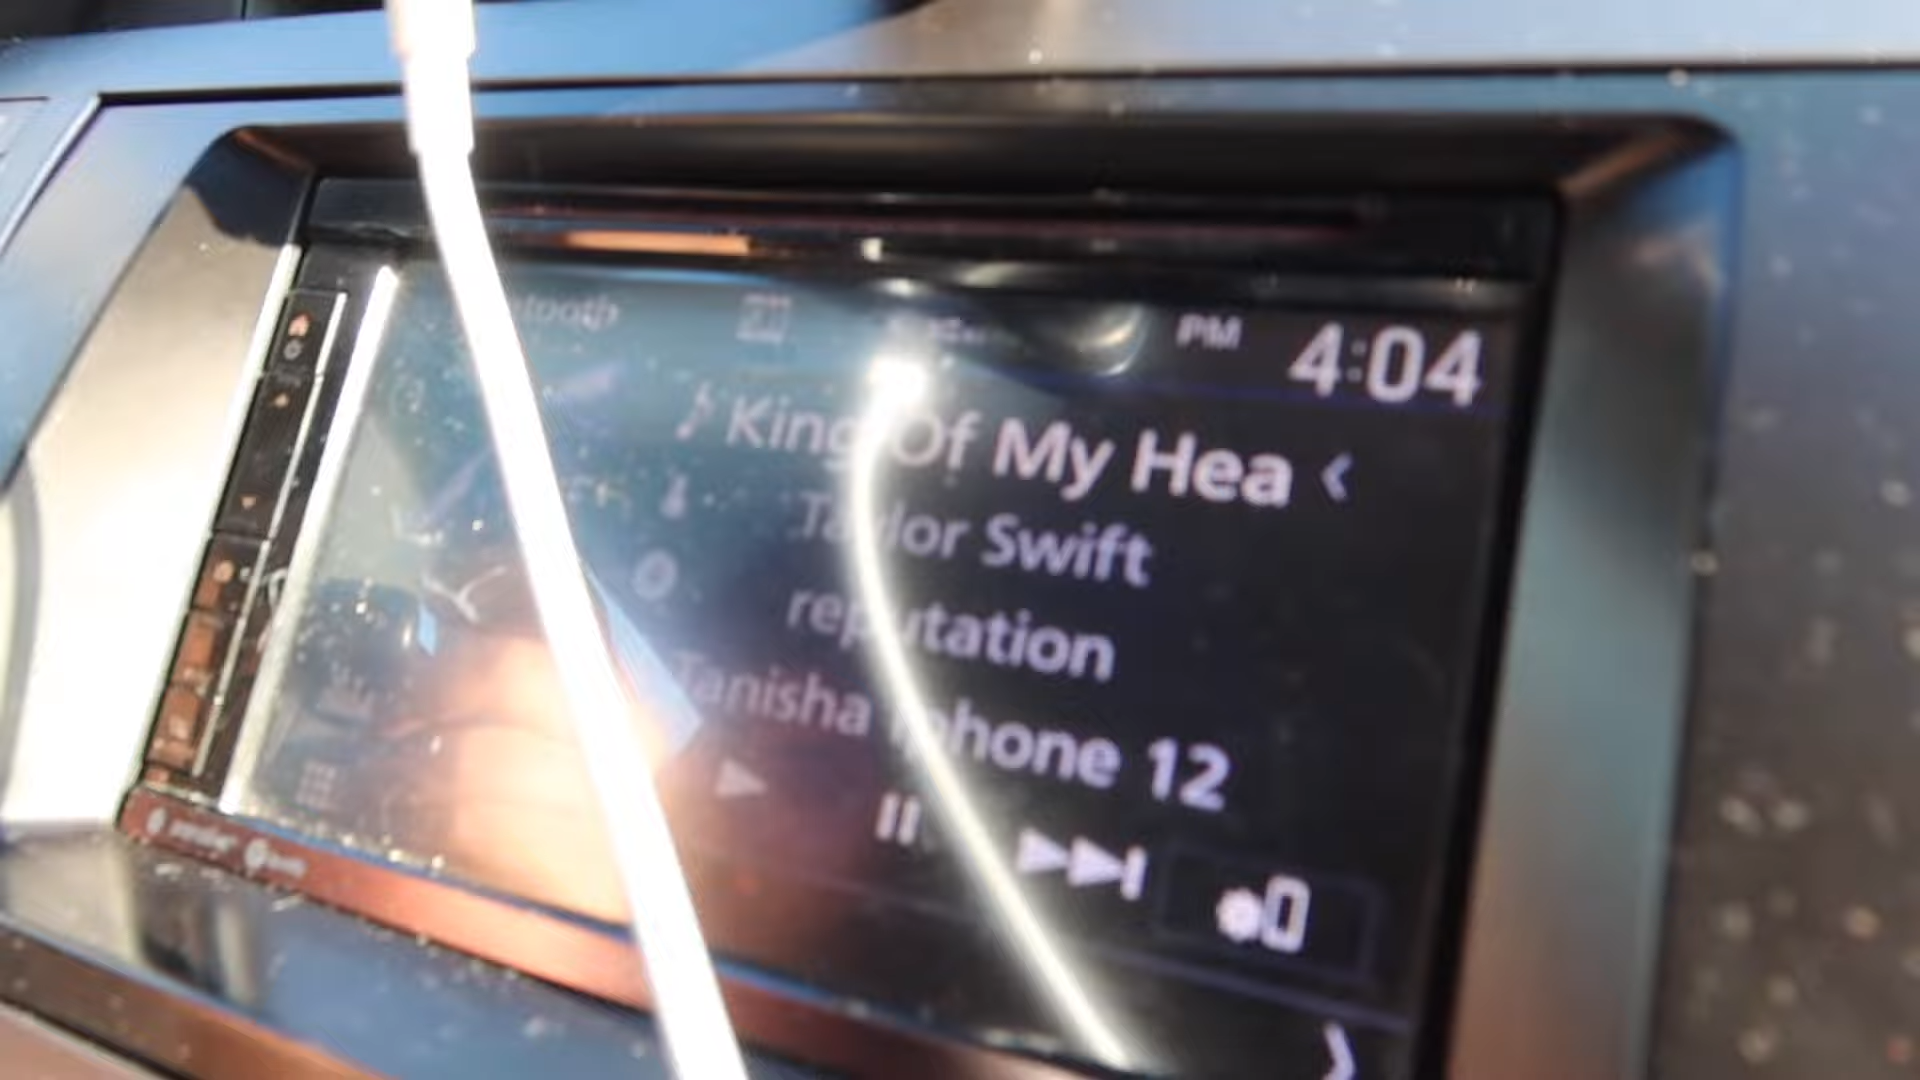 PM 4:04
King Of My Hea
Taylor Swift
reputation
Tanisha iphone 12